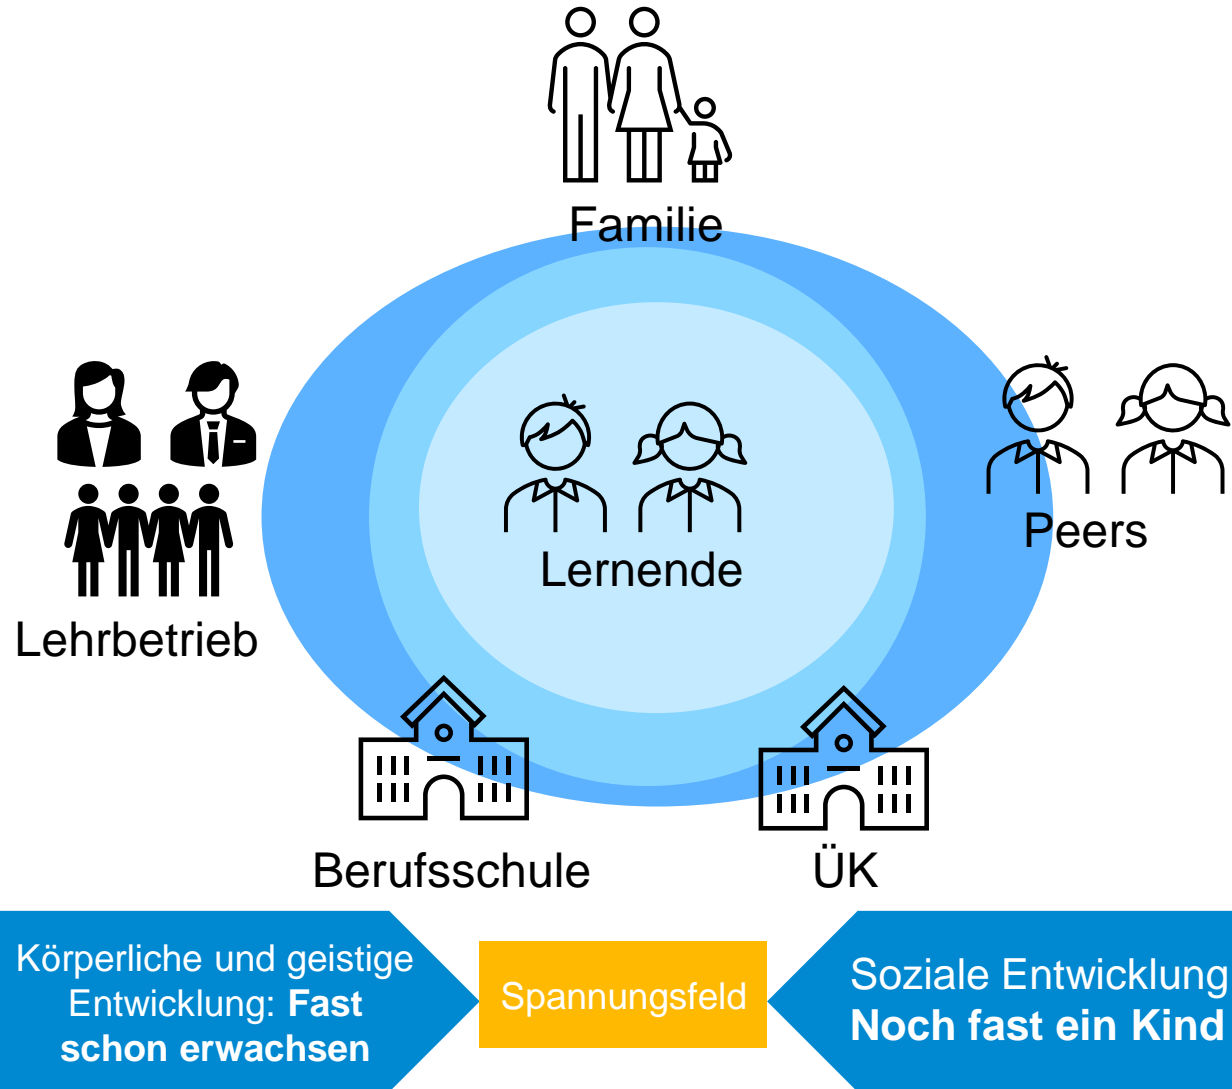 Familie
Lernende
Peers
Lehrbetrieb
Berufsschule
ÜK
Körperliche und geistige
Entwicklung: Fast
schon erwachsen
Spannungsfeld
Soziale Entwicklung
Noch fast ein Kind